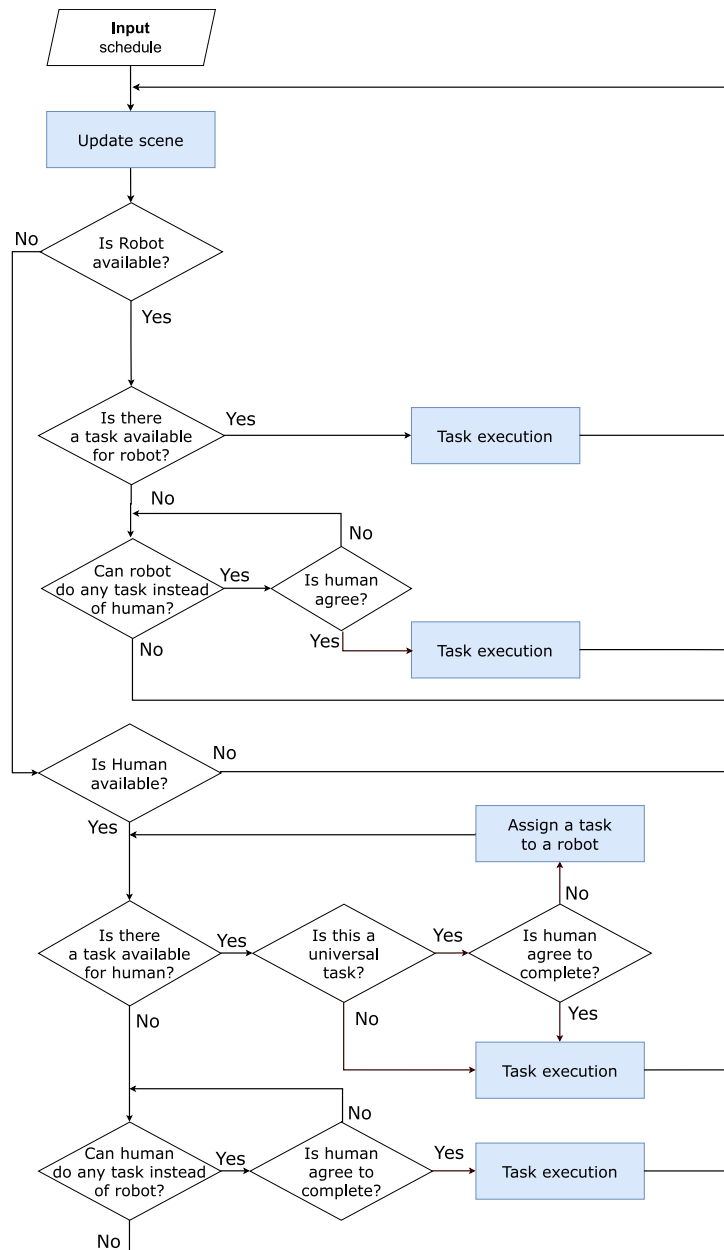 Input
schedule
Update scene
No
Is Robot
available?
Yes
Is there
a task available
for robot?
Yes
Task execution
No
No
Can robot
do any task instead
of human?
Yes
Is human
agree?
Yes
Task execution
No
Is Human
available?
No
Yes
Assign a task
to a robot
No
Is there
a task available
for human?
Yes
Is this a
universal
task?
Yes
Is human
agree to
complete?
No
No
Yes
Task execution
No
Can human
do any task instead
of robot?
Yes
Is human
agree to
complete?
Yes
Task execution
No